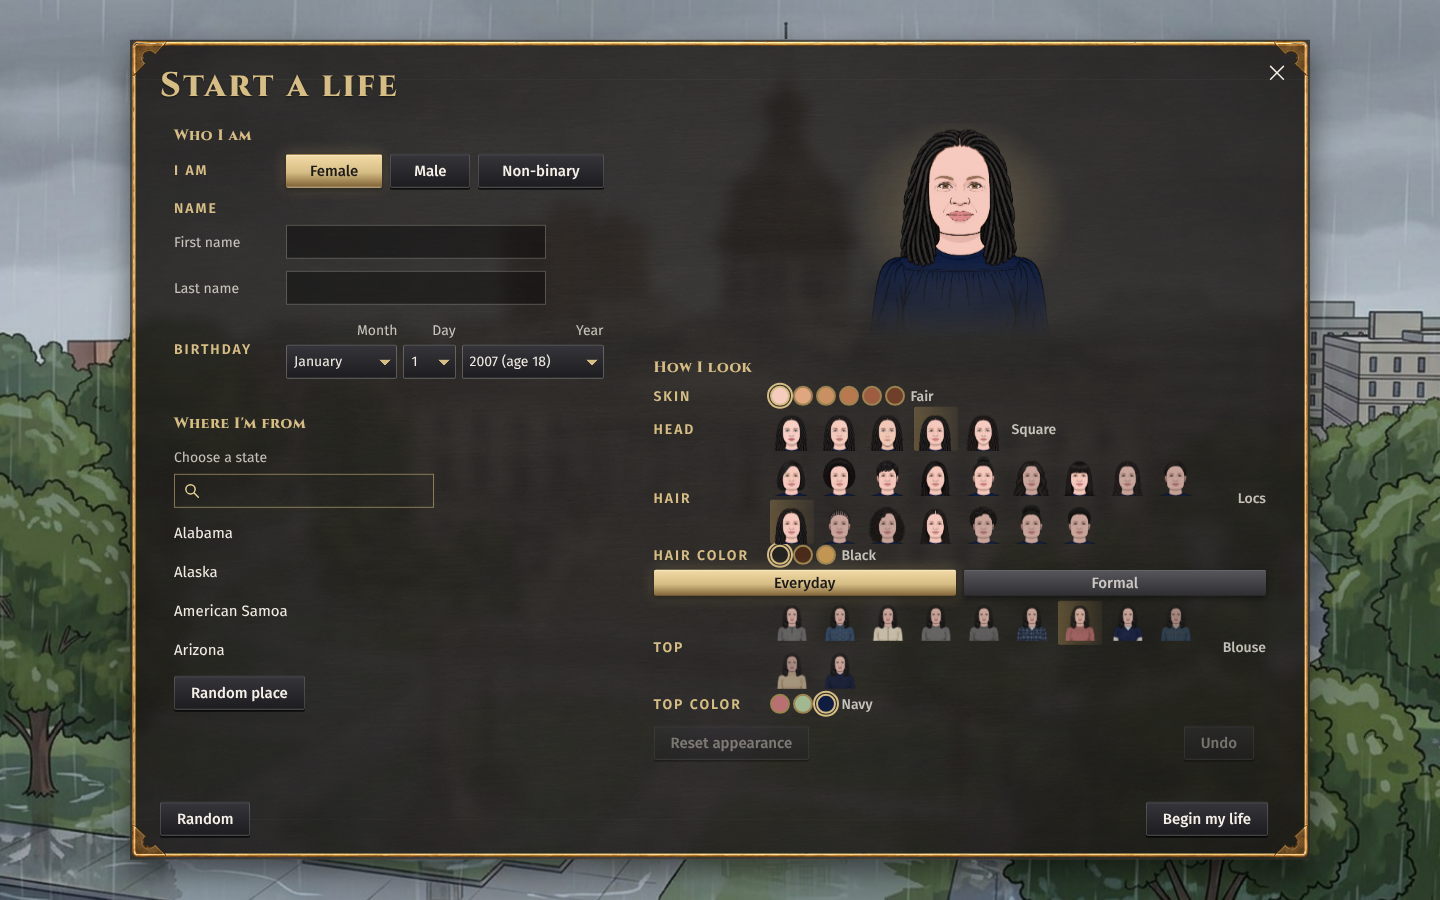 Start a life
Who I am
I AM
Female
Male
Non-binary
NAME
First name
Last name
Month
Day
Year
BIRTHDAY
January
1
2007 (age 18)
Where I'm from
Choose a state
Alabama
Alaska
American Samoa
Arizona
Random place
How I look
SKIN
Fair
HEAD
Square
HAIR
Locs
HAIR COLOR
Black
Everyday
Formal
TOP
Blouse
TOP COLOR
Navy
Reset appearance
Undo
Random
Begin my life